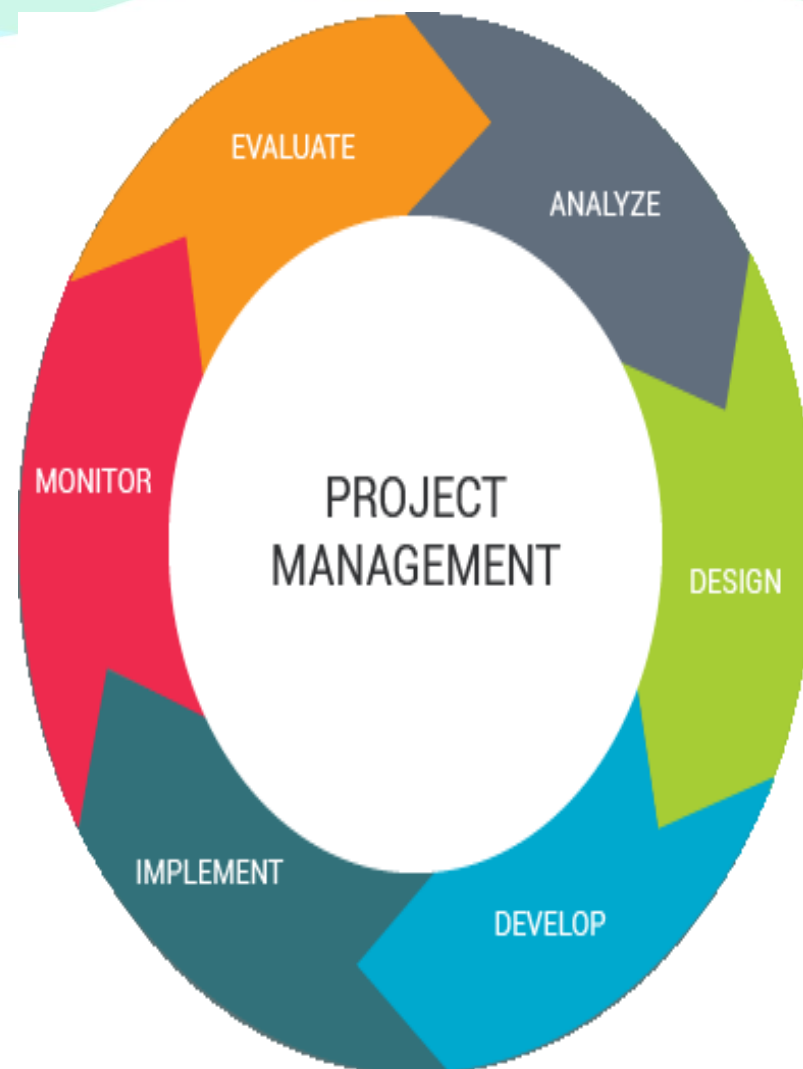 EVALUATE
ANALYZE
MONITOR
PROJECT
MANAGEMENT
DESIGN
IMPLEMENT
DEVELOP